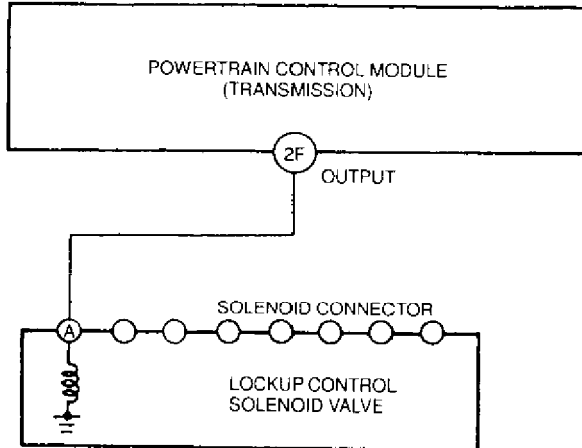 POWERTRAIN CONTROL MODULE
(TRANSMISSION)
2F
OUTPUT
SOLENOID CONNECTOR
A
LOCKUP CONTROL
SOLENOID VALVE